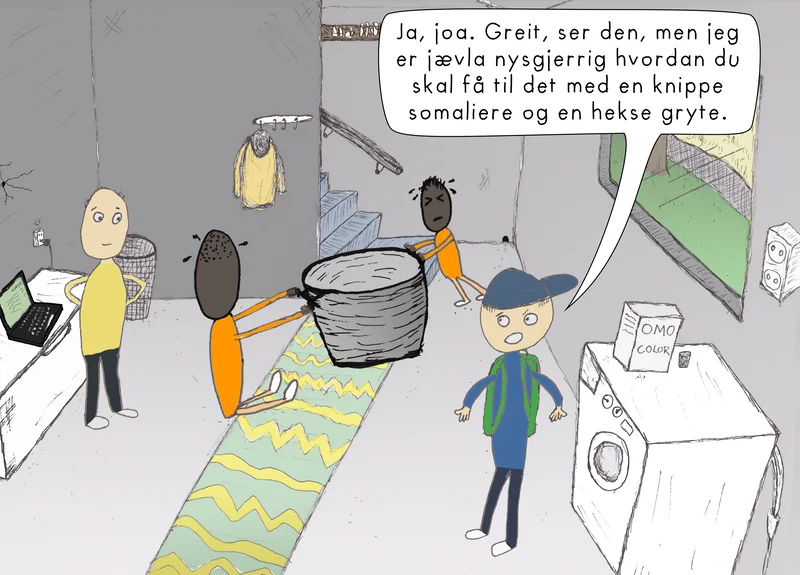 Ja, joa. Greit, ser den, men jeg
er jævla nysgjerrig hvordan du
skal få til det med en knippe
somaliere og en hekse gryte.
OMO
COLOR